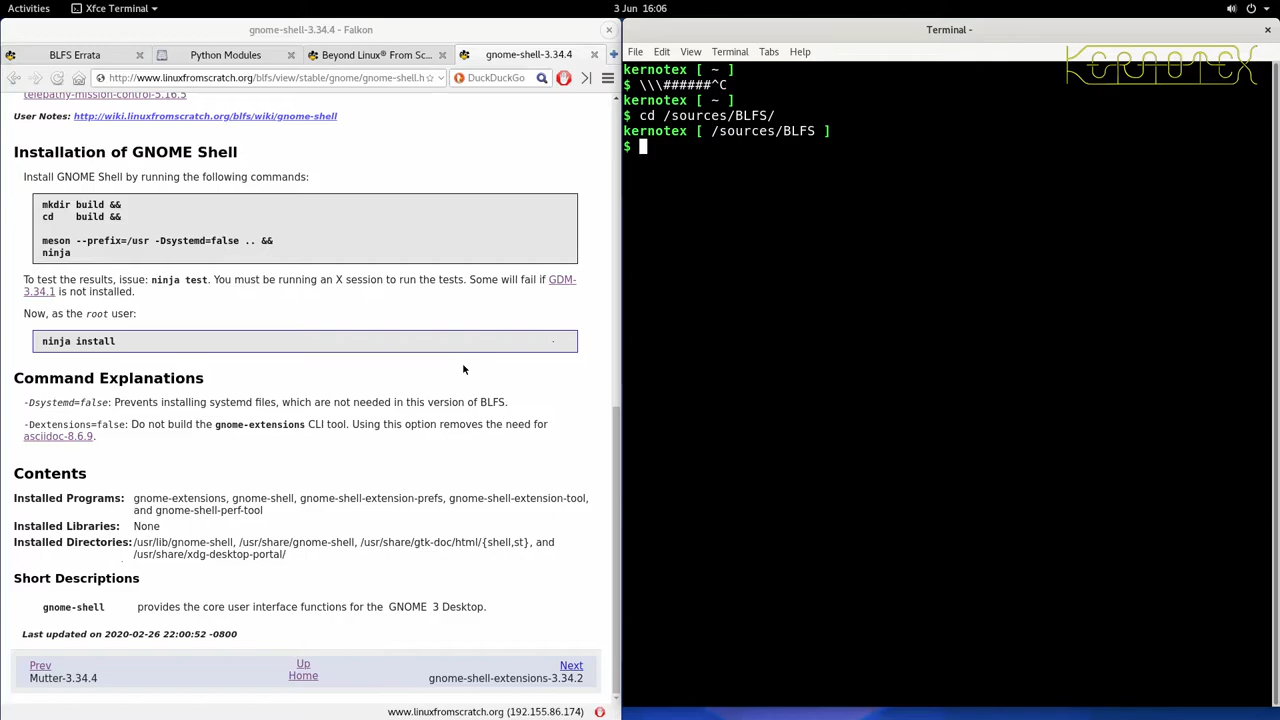 Activities Xfce Terminal 3 Jun 16:06
gnome-shell-3.34.4 - Falkon
BLFS Errata Python Modules Beyond Linux® From Sc... gnome-shell-3.34.4
http://www.linuxfromscratch.org/blfs/view/stable/gnome/gnome-shell.h DuckDuckGo
telepathy-mission-control-5.16.5
User Notes: http://wiki.linuxfromscratch.org/blfs/wiki/gnome-shell
Installation of GNOME Shell
Install GNOME Shell by running the following commands:
mkdir build &&
cd build &&
meson --prefix=/usr -Dsystemd=false .. &&
ninja
To test the results, issue: ninja test. You must be running an X session to run the tests. Some will fail if GDM-
3.34.1 is not installed.
Now, as the root user:
ninja install
Command Explanations
-Dsystemd=false: Prevents installing systemd files, which are not needed in this version of BLFS.
-Dextensions=false: Do not build the gnome-extensions CLI tool. Using this option removes the need for
asciidoc-8.6.9.
Contents
Installed Programs: gnome-extensions, gnome-shell, gnome-shell-extension-prefs, gnome-shell-extension-tool,
and gnome-shell-perf-tool
Installed Libraries: None
Installed Directories: /usr/lib/gnome-shell, /usr/share/gnome-shell, /usr/share/gtk-doc/html/{shell,st}, and
/usr/share/xdg-desktop-portal/
Short Descriptions
gnome-shell provides the core user interface functions for the GNOME 3 Desktop.
Last updated on 2020-02-26 22:00:52 -0800
Prev Up Next
Mutter-3.34.4 Home gnome-shell-extensions-3.34.2
www.linuxfromscratch.org (192.155.86.174)
Terminal -
File Edit View Terminal Tabs Help
KERNOTEX
kernotex [ ~ ]
$ \\\######^C
kernotex [ ~ ]
$ cd /sources/BLFS/
kernotex [ /sources/BLFS ]
$